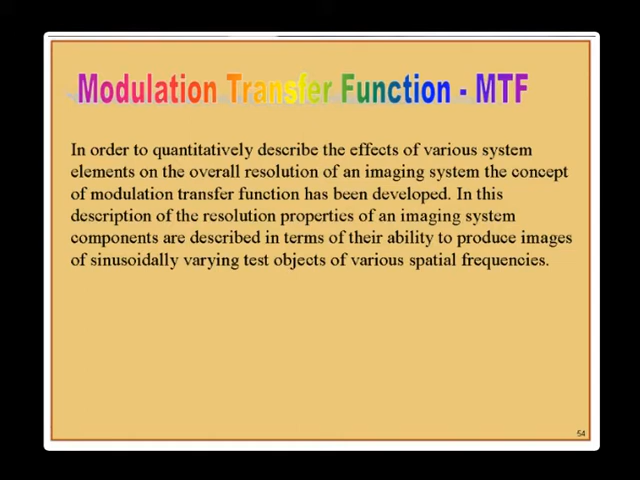 Modulation Transfer Function - MTF
In order to quantitatively describe the effects of various system
elements on the overall resolution of an imaging system the concept
of modulation transfer function has been developed. In this
description of the resolution properties of an imaging system
components are described in terms of their ability to produce images
of sinusoidally varying test objects of various spatial frequencies.
54